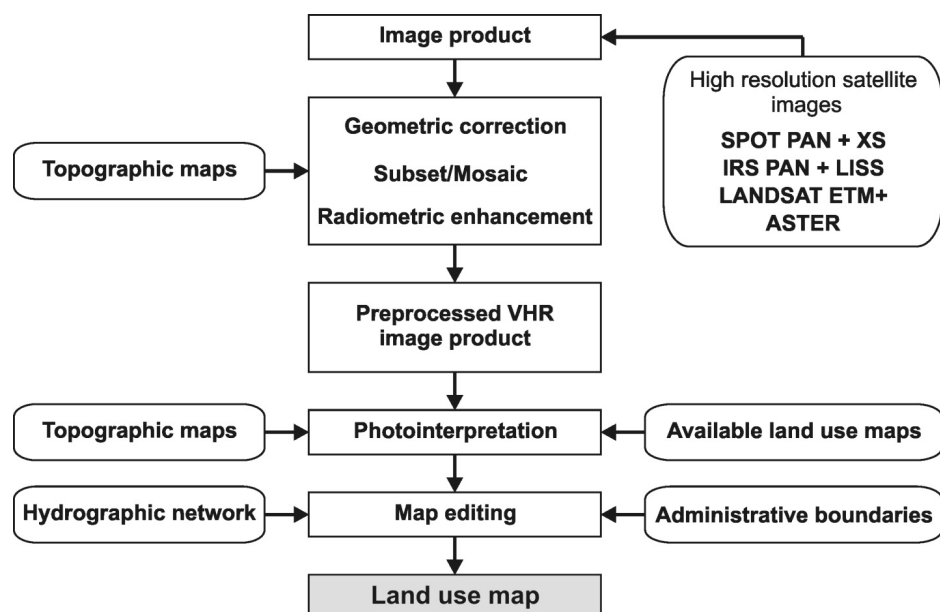 Image product
High resolution satellite
images
SPOT PAN + XS
IRS PAN + LISS
LANDSAT ETM+
ASTER
Geometric correction
Subset/Mosaic
Radiometric enhancement
Topographic maps
Preprocessed VHR
image product
Topographic maps
Photointerpretation
Available land use maps
Hydrographic network
Map editing
Administrative boundaries
Land use map